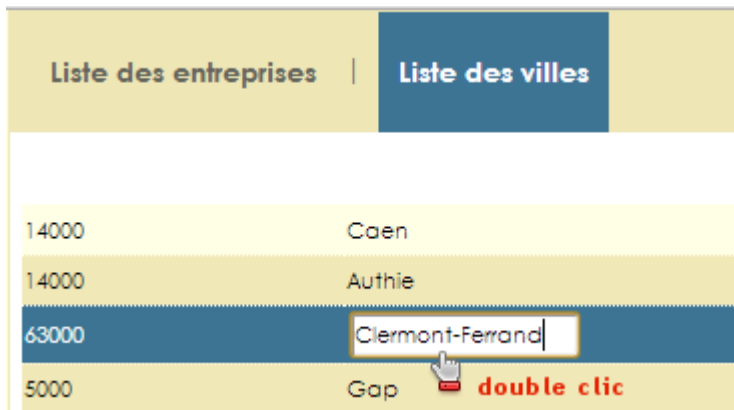 Liste des entreprises | Liste des villes
14000 Caen
14000 Authie
63000 Clermont-Ferrand
5000 Gap double clic